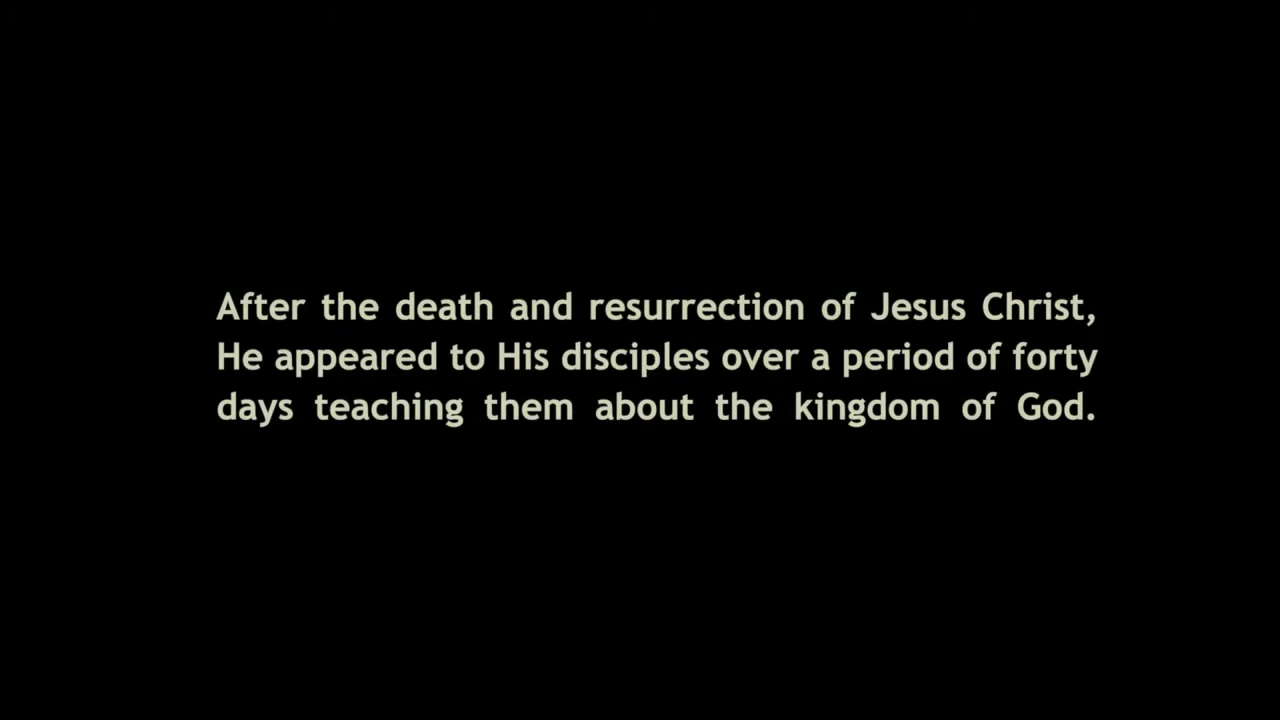 After the death and resurrection of Jesus Christ,
He appeared to His disciples over a period of forty
days teaching them about the kingdom of God.